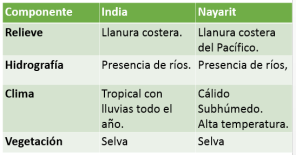 Componente India Nayarit
Relieve Llanura costera. Llanura costera
del Pacífico.
Hidrografía Presencia de ríos. Presencia de ríos,
Clima Tropical con Cálido
lluvias todo el Subhúmedo.
año. Alta temperatura.
Vegetación Selva Selva